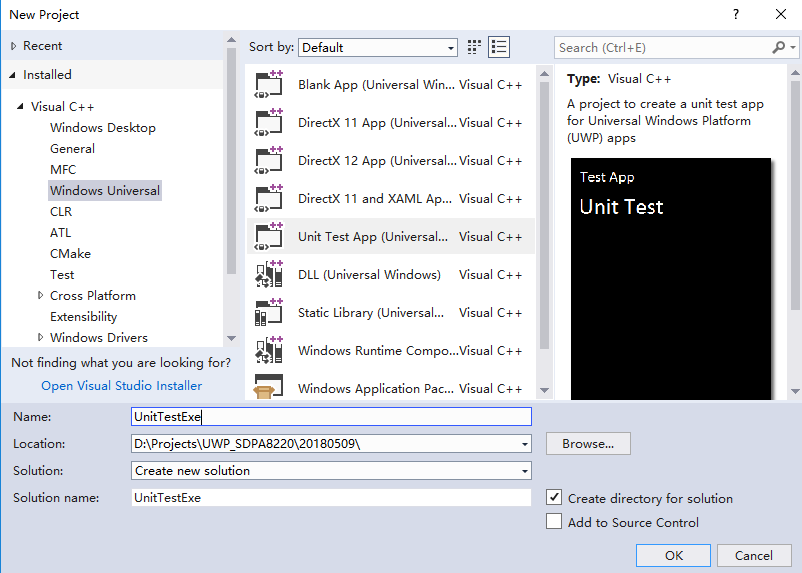 New Project
?
Recent
Installed
Visual C++
Windows Desktop
General
MFC
Windows Universal
CLR
ATL
CMake
Test
Cross Platform
Extensibility
Windows Drivers
Not finding what you are looking for?
Open Visual Studio Installer
Sort by: Default
Blank App (Universal Win... Visual C++
DirectX 11 App (Universal... Visual C++
DirectX 12 App (Universal... Visual C++
DirectX 11 and XAML Ap... Visual C++
Unit Test App (Universal... Visual C++
DLL (Universal Windows) Visual C++
Static Library (Universal... Visual C++
Windows Runtime Compo... Visual C++
Windows Application Pac... Visual C++
Search (Ctrl+E)
Type: Visual C++
A project to create a unit test app
for Universal Windows Platform
(UWP) apps
Test App
Unit Test
Name: UnitTestExe
Location: D:\Projects\UWP_SDPA8220\20180509\
Browse...
Solution: Create new solution
Solution name: UnitTestExe
Create directory for solution
Add to Source Control
OK
Cancel